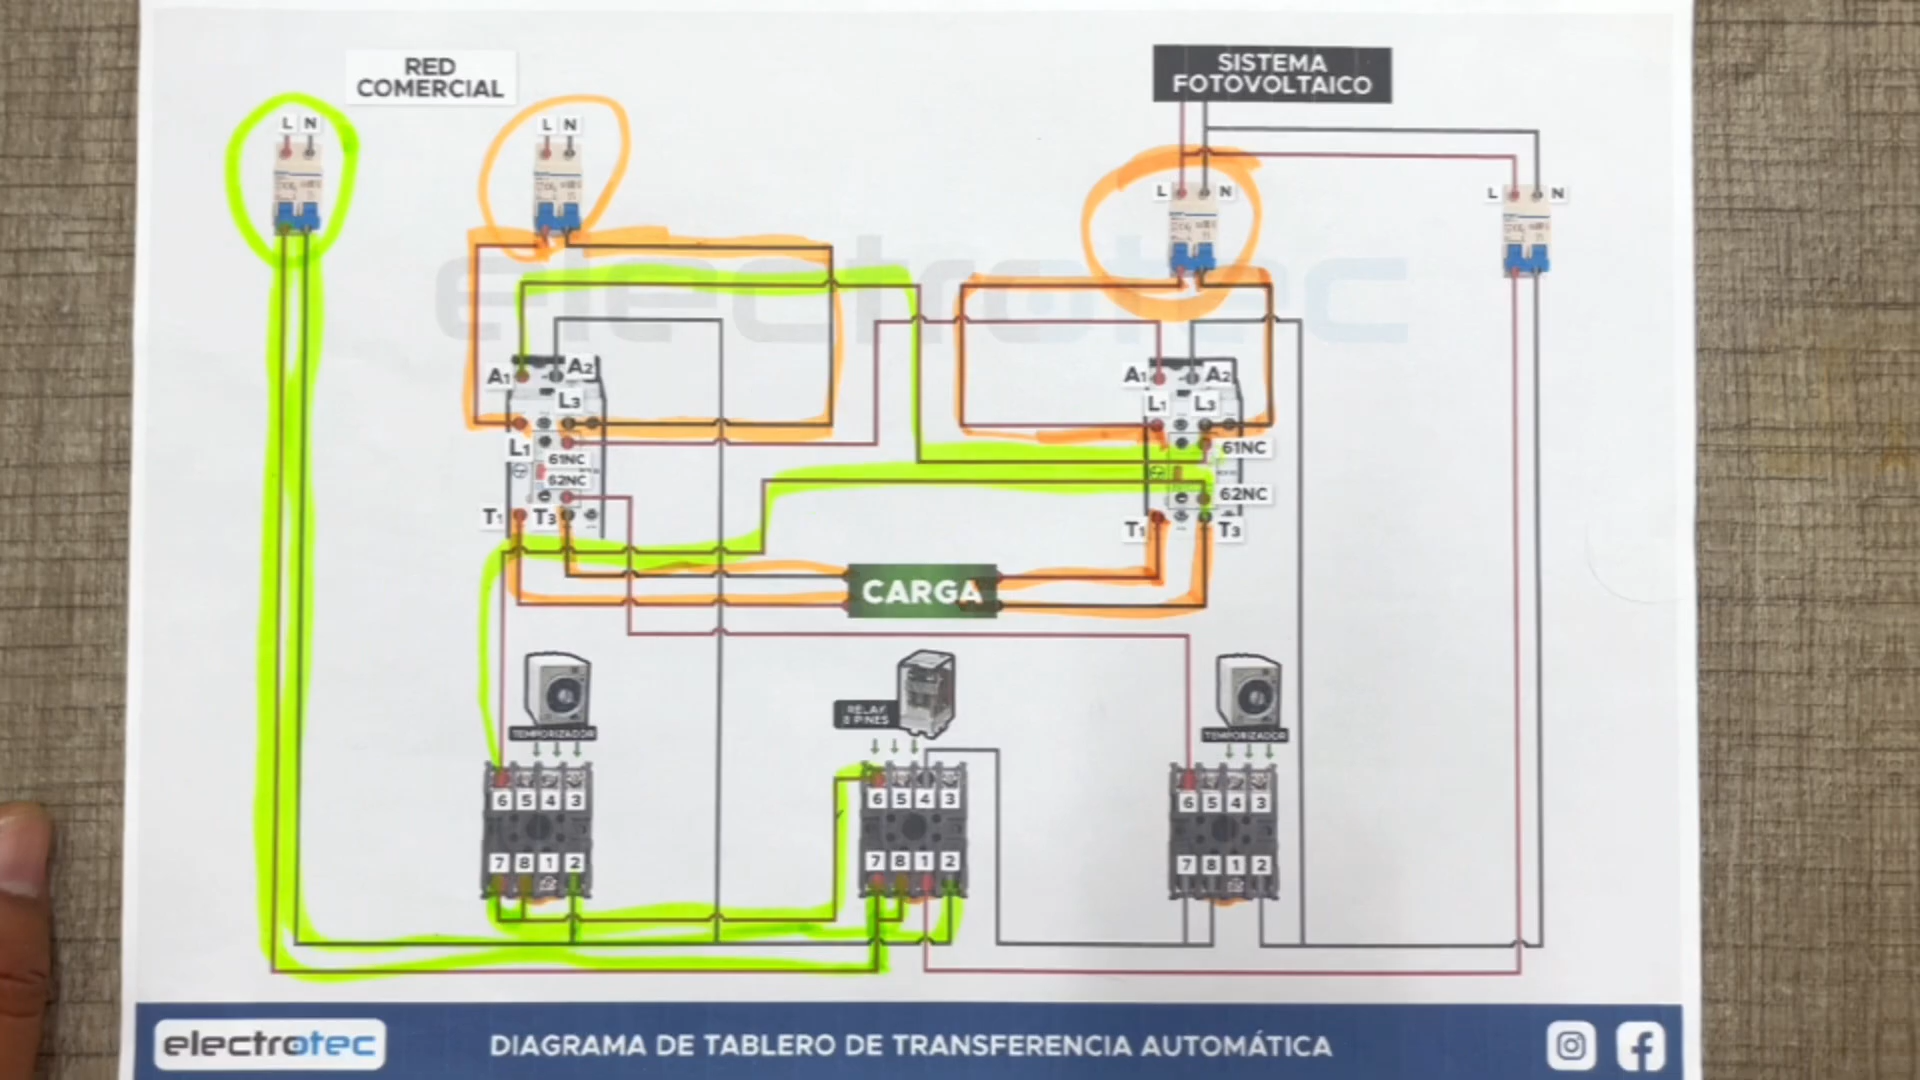 RED
COMERCIAL
SISTEMA
FOTOVOLTAICO
L N
L N
L N
L N
electrotec
A1 A2
L3
L1
61NC
62NC
T1 T3
A1 A2
L1 L3
61NC
62NC
T1 T3
CARGA
TEMPORIZADOR
RELAY
8 PINES
TEMPORIZADOR
6 5 4 3
7 8 1 2
6 5 4 3
7 8 1 2
6 5 4 3
7 8 1 2
electrotec
DIAGRAMA DE TABLERO DE TRANSFERENCIA AUTOMÁTICA